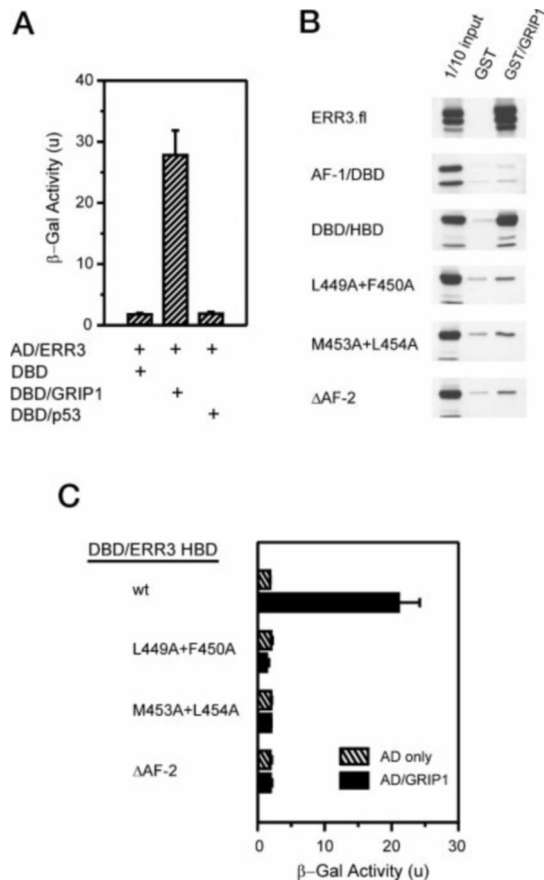 A
β−Gal Activity (u)
40
30
20
10
0
AD/ERR3 + + +
DBD +
DBD/GRIP1 +
DBD/p53 +
B
1/10 input
GST
GST/GRIP1
ERR3.fl
AF-1/DBD
DBD/HBD
L449A+F450A
M453A+L454A
ΔAF-2
C
DBD/ERR3 HBD
wt
L449A+F450A
M453A+L454A
ΔAF-2
AD only
AD/GRIP1
0 10 20 30
β−Gal Activity (u)